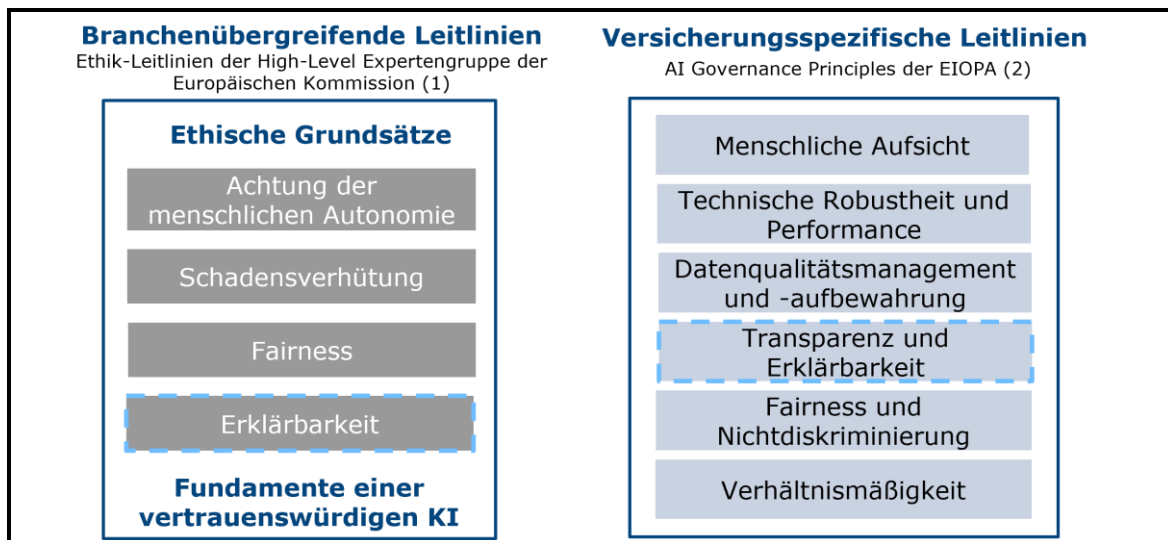 Branchenübergreifende Leitlinien
Ethik-Leitlinien der High-Level Expertengruppe der
Europäischen Kommission (1)
Ethische Grundsätze
Achtung der
menschlichen Autonomie
Schadensverhütung
Fairness
Erklärbarkeit
Fundamente einer
vertrauenswürdigen KI
Versicherungsspezifische Leitlinien
AI Governance Principles der EIOPA (2)
Menschliche Aufsicht
Technische Robustheit und
Performance
Datenqualitätsmanagement
und -aufbewahrung
Transparenz und
Erklärbarkeit
Fairness und
Nichtdiskriminierung
Verhältnismäßigkeit